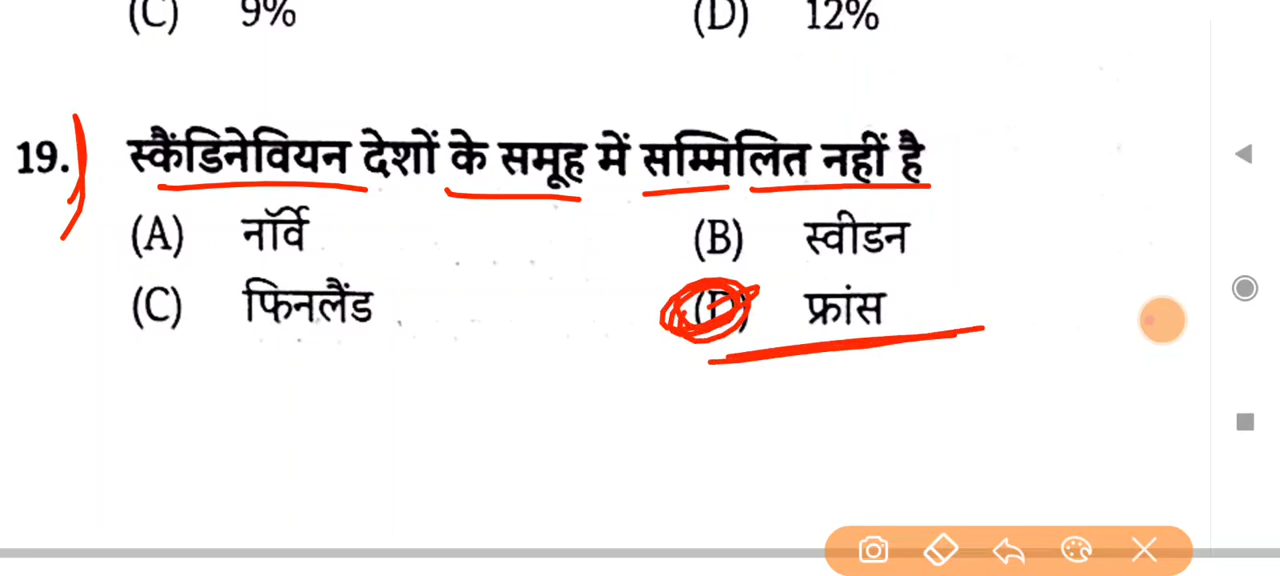 (C) 9% (D) 12%
19. स्कैंडिनेवियन देशों के समूह में सम्मिलित नहीं है
(A) नॉर्वे (B) स्वीडन
(C) फिनलैंड (D) फ्रांस